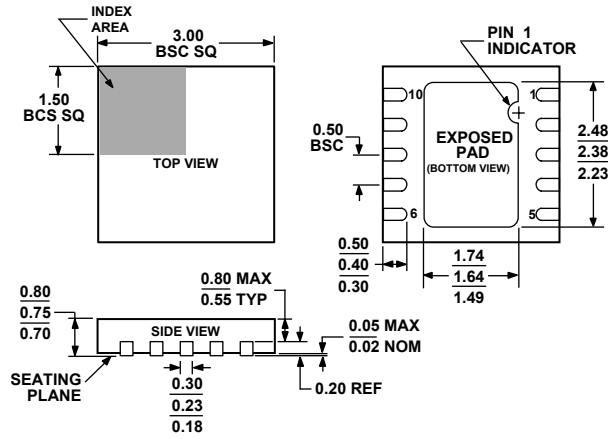 INDEX
AREA
3.00
BSC SQ
1.50
BCS SQ
TOP VIEW
PIN 1
INDICATOR
10
1
0.50
BSC
EXPOSED
PAD
(BOTTOM VIEW)
2.48
2.38
2.23
6
5
0.50
0.40
0.30
1.74
1.64
1.49
0.80
0.75
0.70
0.80 MAX
0.55 TYP
SIDE VIEW
0.05 MAX
0.02 NOM
SEATING
PLANE
0.30
0.23
0.18
0.20 REF